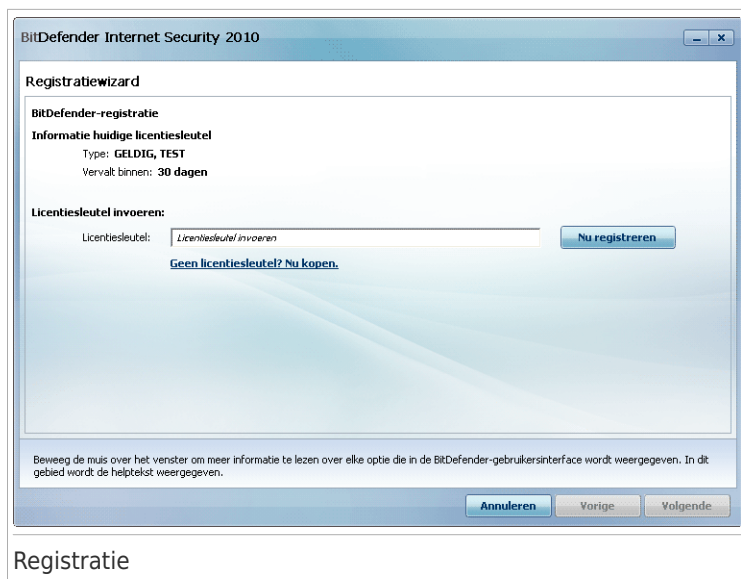 BitDefender Internet Security 2010
Registratiewizard
BitDefender-registratie
Informatie huidige licentiesleutel
Type: GELDIG, TEST
Vervalt binnen: 30 dagen
Licentiesleutel invoeren:
Licentiesleutel: Licentiesleutel invoeren Nu registreren
Geen licentiesleutel? Nu kopen.
Beweeg de muis over het venster om meer informatie te lezen over elke optie die in de BitDefender-gebruikersinterface wordt weergegeven. In dit
gebied wordt de helptekst weergegeven.
Annuleren Vorige Volgende
Registratie